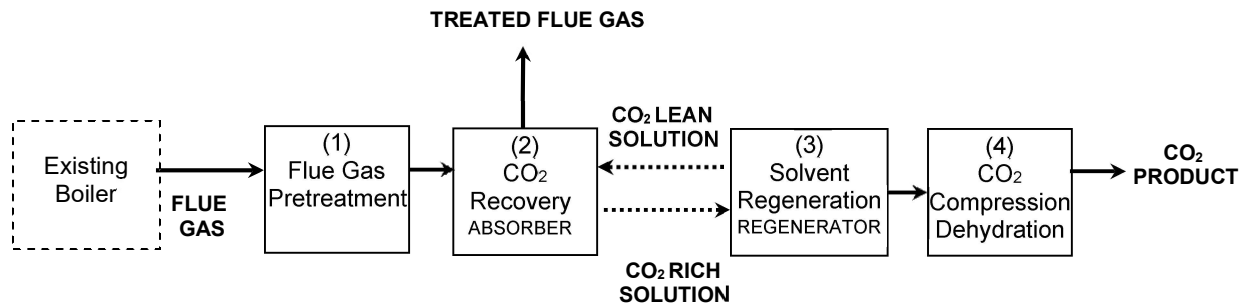 TREATED FLUE GAS
Existing
Boiler
FLUE
GAS
(1)
Flue Gas
Pretreatment
(2)
CO₂
Recovery
ABSORBER
CO₂ LEAN
SOLUTION
CO₂ RICH
SOLUTION
(3)
Solvent
Regeneration
REGENERATOR
(4)
CO₂
Compression
Dehydration
CO₂
PRODUCT